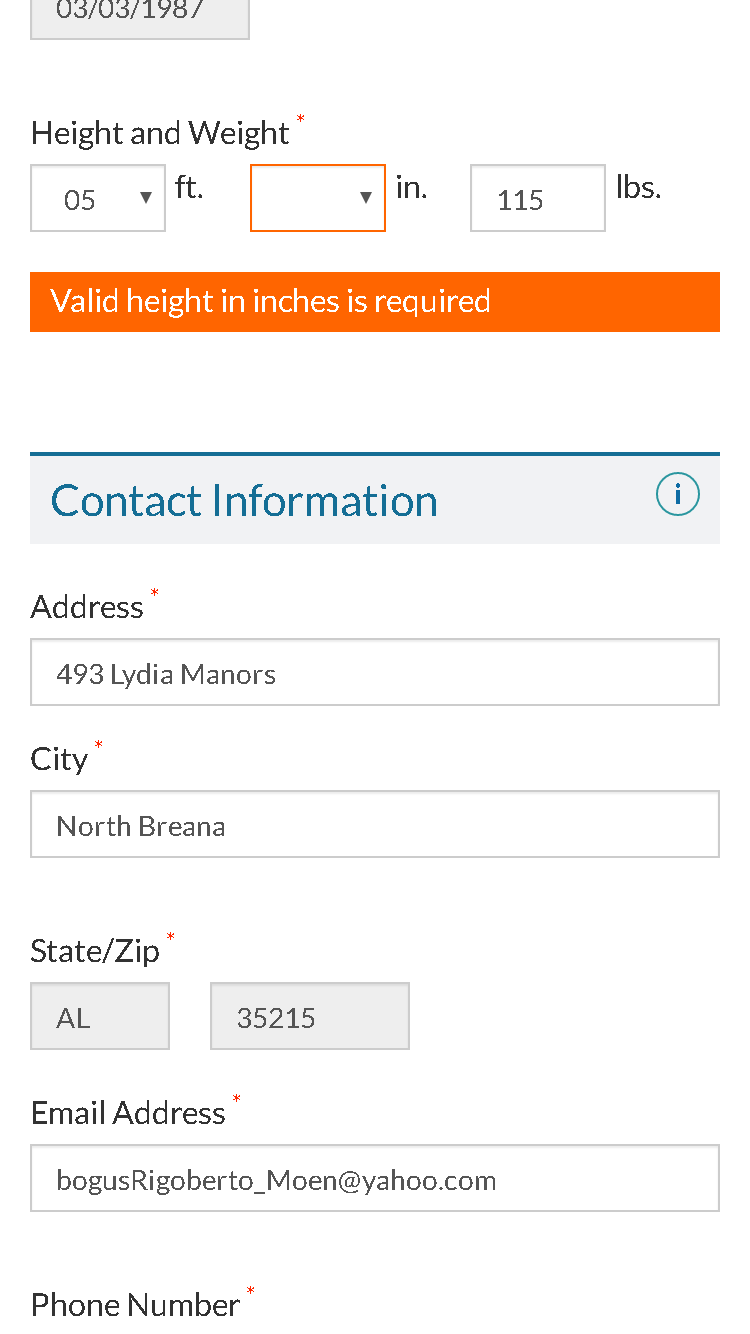 03/03/1987
Height and Weight *
05 ▼ ft. ▼ in. 115 lbs.
Valid height in inches is required
Contact Information i
Address *
493 Lydia Manors
City *
North Breana
State/Zip *
AL 35215
Email Address *
bogusRigoberto_Moen@yahoo.com
Phone Number *